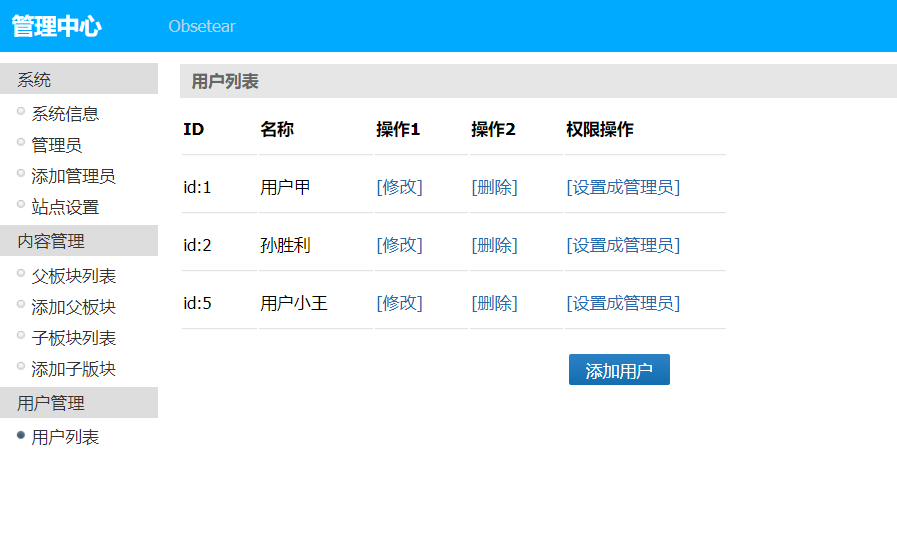 管理中心 Obsetear
系统
系统信息
管理员
添加管理员
站点设置
内容管理
父板块列表
添加父板块
子板块列表
添加子版块
用户管理
用户列表
用户列表
ID 名称 操作1 操作2 权限操作
id:1 用户甲 [修改] [删除] [设置成管理员]
id:2 孙胜利 [修改] [删除] [设置成管理员]
id:5 用户小王 [修改] [删除] [设置成管理员]
添加用户